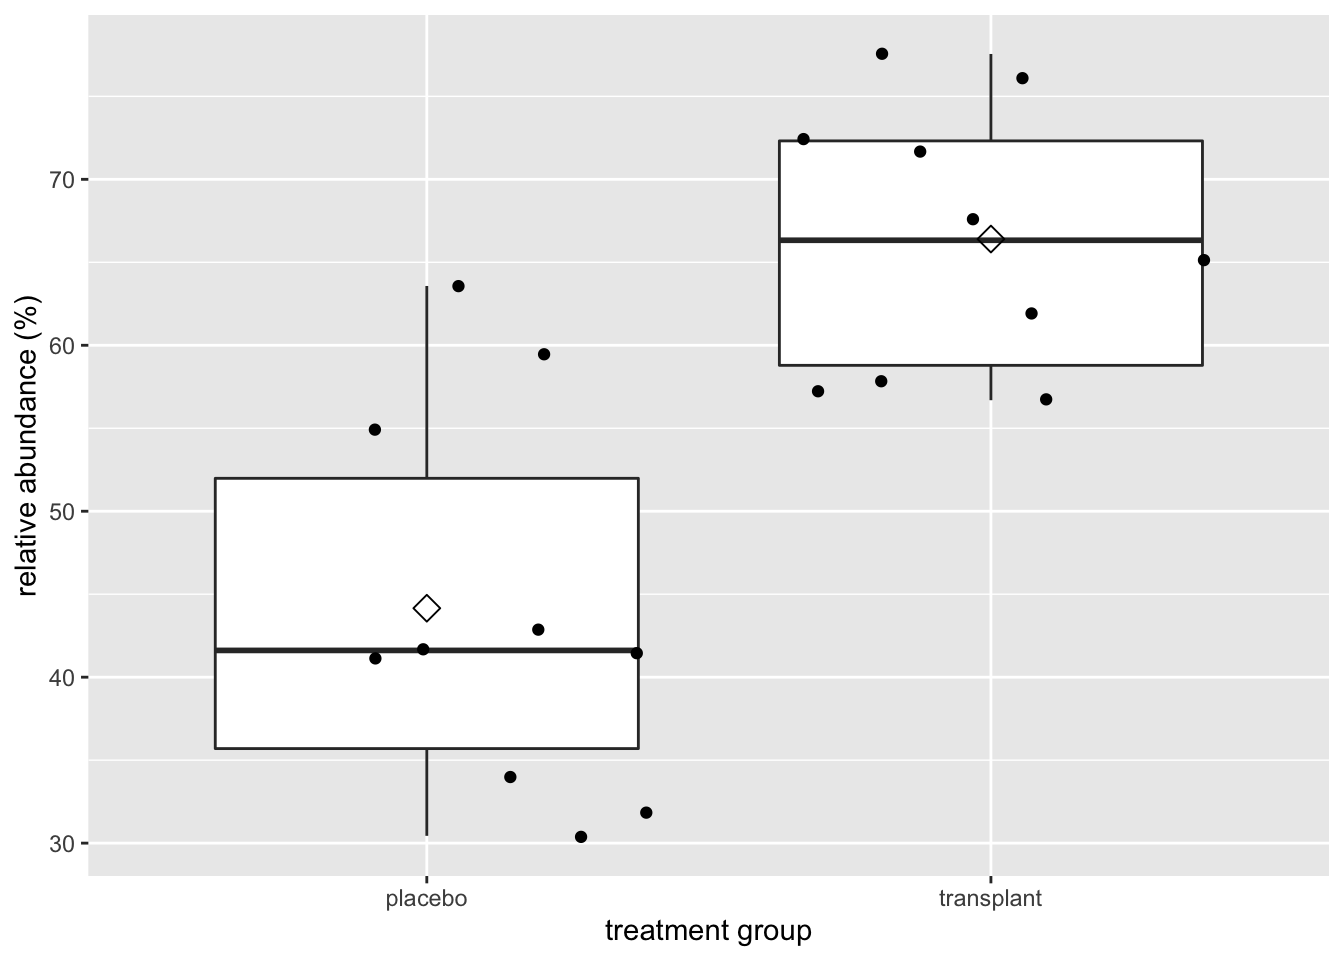 relative abundance (%)
70
60
50
40
30
placebo
transplant
treatment group